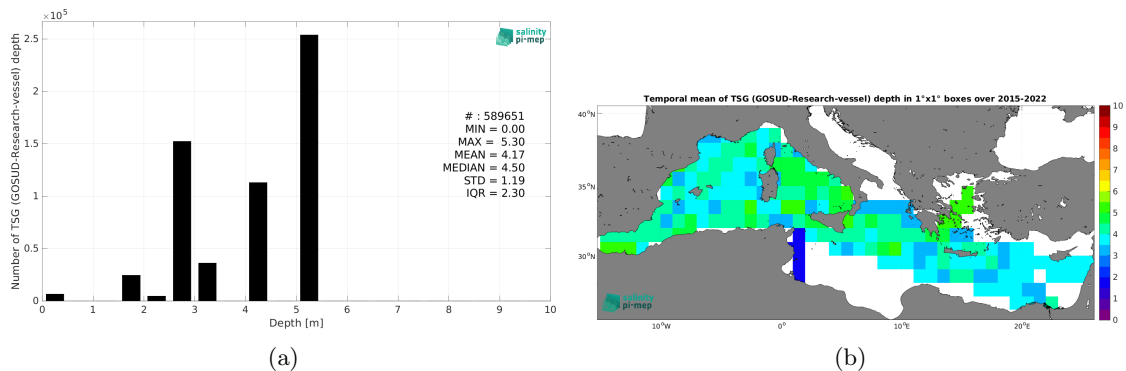 ×10⁵
2.5
2
1.5
1
0.5
0
Number of TSG (GOSUD-Research-vessel) depth
salinity
pi-mep
# : 589651
MIN = 0.00
MAX = 5.30
MEAN = 4.17
MEDIAN = 4.50
STD = 1.19
IQR = 2.30
0 1 2 3 4 5 6 7 8 9 10
Depth [m]
(a)
Temporal mean of TSG (GOSUD-Research-vessel) depth in 1°x1° boxes over 2015-2022
40°N
35°N
30°N
salinity
pi-mep
10°W 0° 10°E 20°E
10
9
8
7
6
5
4
3
2
1
0
(b)